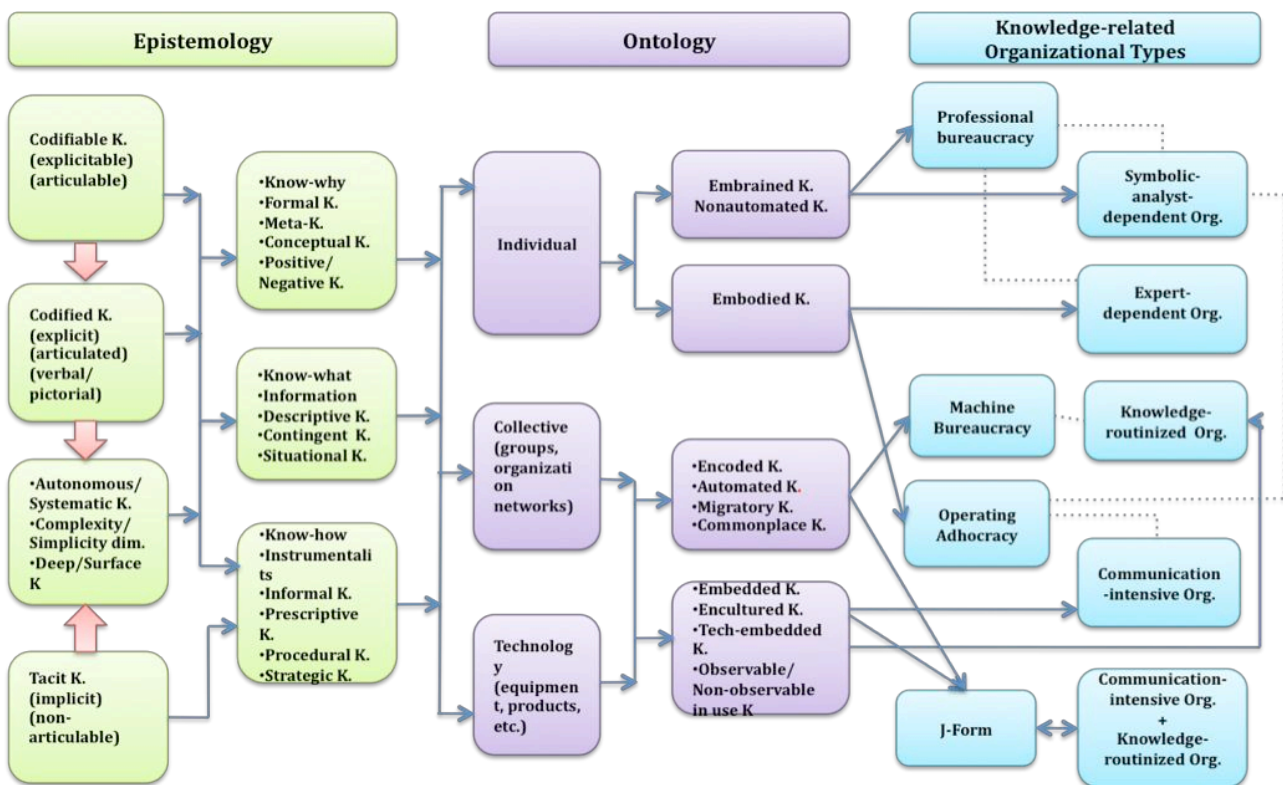 Epistemology
Ontology
Knowledge-related
Organizational Types
Codifiable K.
(explicitable)
(articulable)
Codified K.
(explicit)
(articulated)
(verbal/
pictorial)
•Autonomous/
Systematic K.
•Complexity/
Simplicity dim.
•Deep/Surface
K
Tacit K.
(implicit)
(non-
articulable)
•Know-why
•Formal K.
•Meta-K.
•Conceptual K.
•Positive/
Negative K.
•Know-what
•Information
•Descriptive K.
•Contingent K.
•Situational K.
•Know-how
•Instrumentalit
its
•Informal K.
•Prescriptive
K.
•Procedural K.
•Strategic K.
Individual
Collective
(groups,
organizati
on
networks)
Technolog
y
(equipmen
t, products,
etc.)
Embrained K.
Nonautomated K.
Embodied K.
•Encoded K.
•Automated K.
•Migratory K.
•Commonplace K.
•Embedded K.
•Encultured K.
•Tech-embedded
K.
•Observable/
Non-observable
in use K
Professional
bureaucracy
Symbolic-
analyst-
dependent Org.
Expert-
dependent Org.
Machine
Bureaucracy
Knowledge-
routinized Org.
Operating
Adhocracy
Communication
-intensive Org.
J-Form
Communication-
intensive Org.
+
Knowledge-
routinized Org.